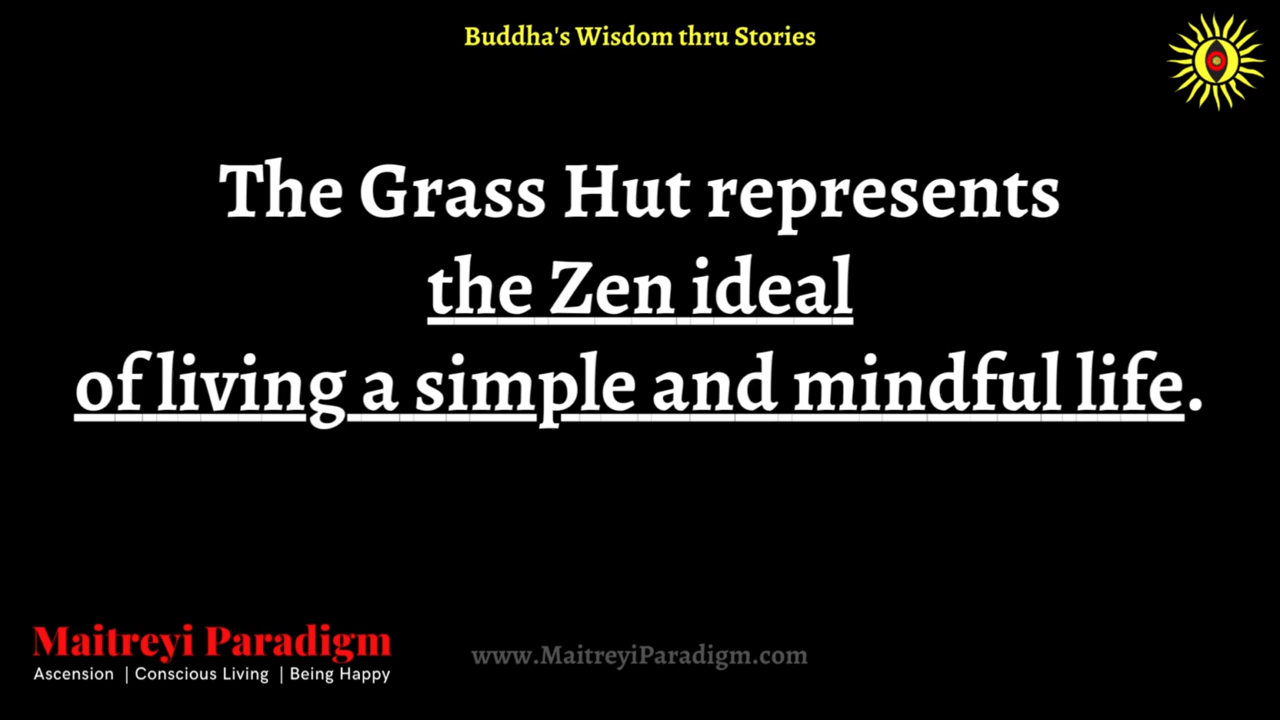 Buddha's Wisdom thru Stories
The Grass Hut represents
the Zen ideal
of living a simple and mindful life.
Maitreyi Paradigm
Ascension | Conscious Living | Being Happy
www.MaitreyiParadigm.com